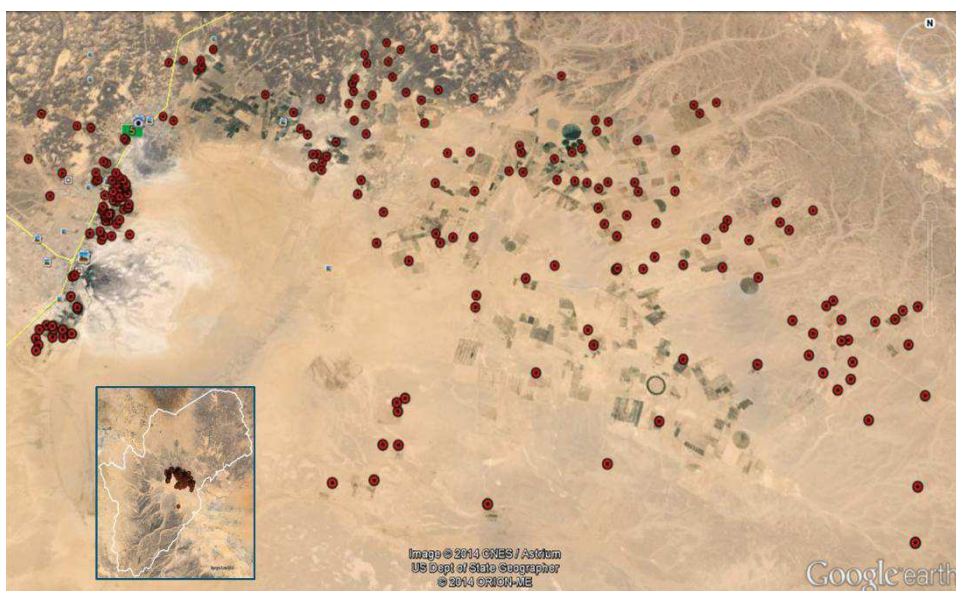 N
5
Image © 2014 CNES / Astrium
US Dept of State Geographer
© 2014 ORION-ME
Google earth